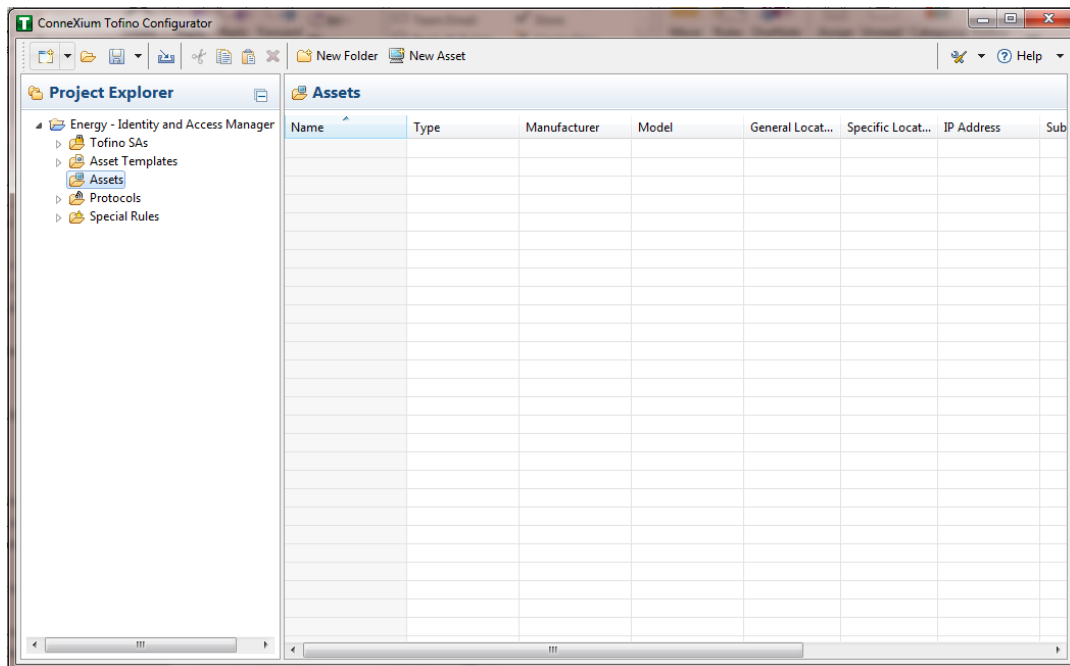 ConneXium Tofino Configurator
New Folder New Asset Help
Project Explorer
Energy - Identity and Access Manager
Tofino SAs
Asset Templates
Assets
Protocols
Special Rules
Assets
Name Type Manufacturer Model General Locat... Specific Locat... IP Address Sub